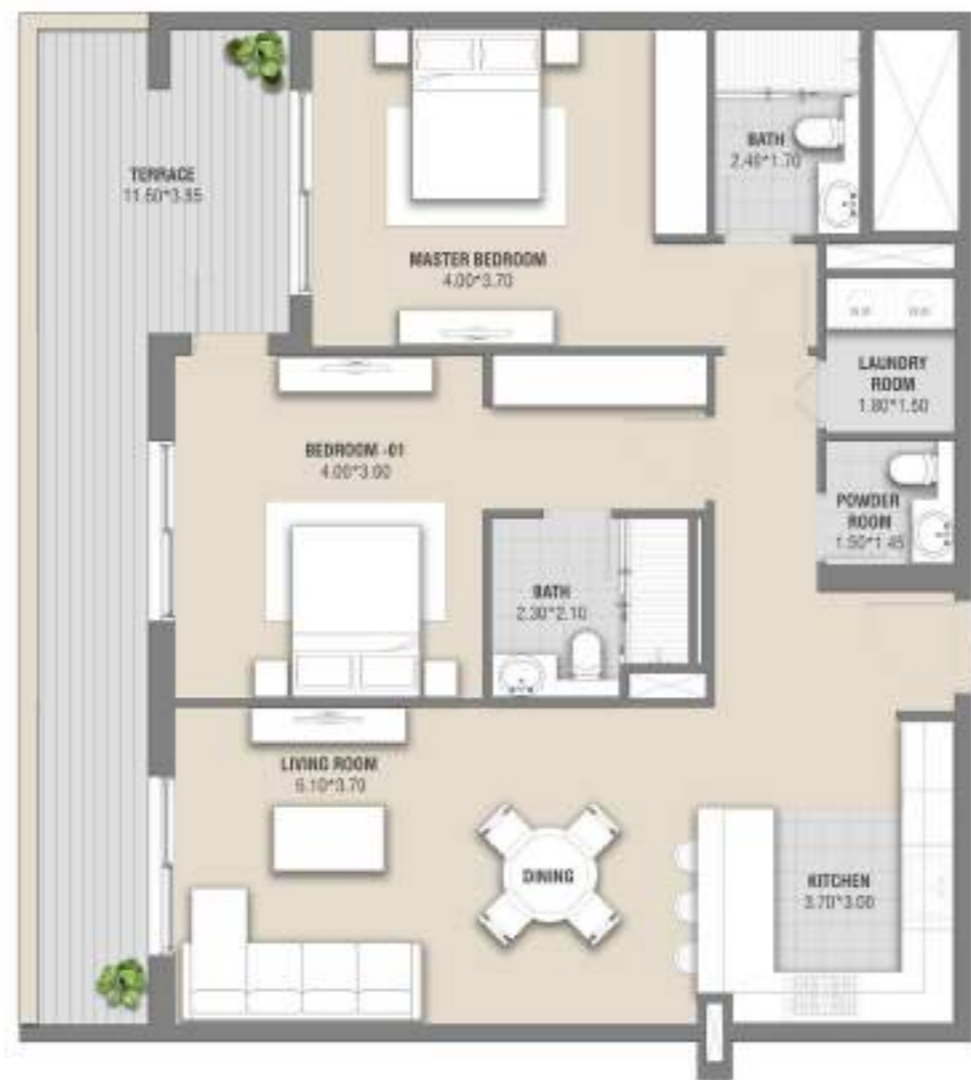 BATH
2.40*1.70
TERRACE
11.50*3.85
MASTER BEDROOM
4.00*3.70
LAUNDRY
ROOM
1.80*1.50
BEDROOM -01
4.00*3.00
POWDER
ROOM
1.50*1.45
BATH
2.30*2.10
LIVING ROOM
6.10*3.70
DINING
KITCHEN
3.70*3.00